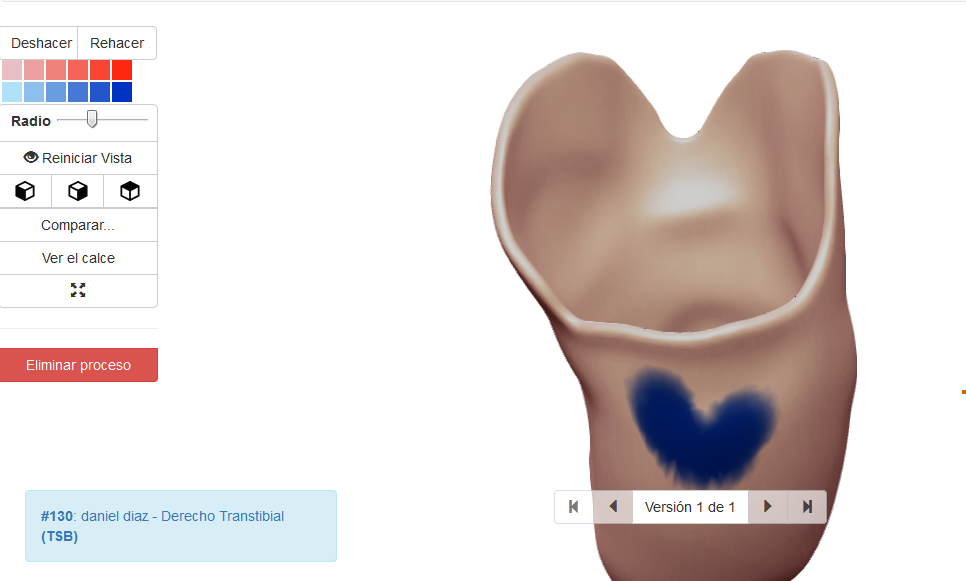 Deshacer Rehacer
Radio
Reiniciar Vista
Comparar...
Ver el calce
Eliminar proceso
#130: daniel diaz - Derecho Transtibial
(TSB)
Versión 1 de 1